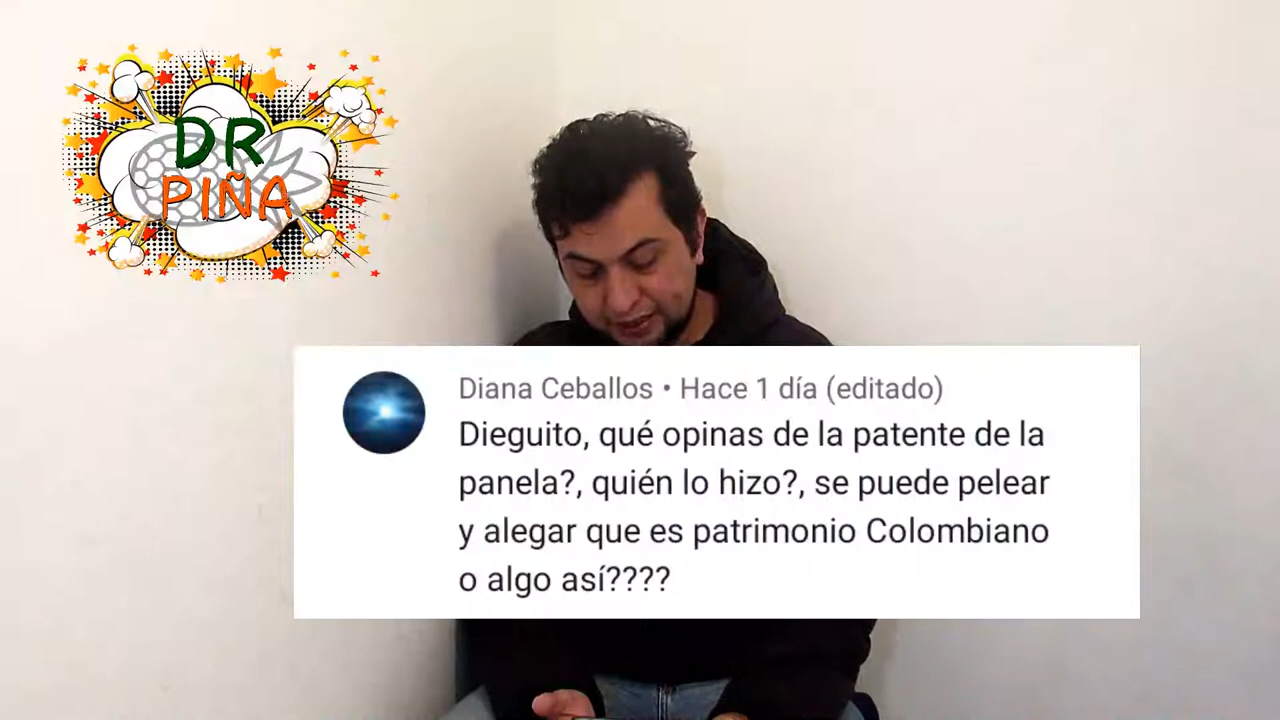 DR
PIÑA
Diana Ceballos • Hace 1 día (editado)
Dieguito, qué opinas de la patente de la
panela?, quién lo hizo?, se puede pelear
y alegar que es patrimonio Colombiano
o algo así????